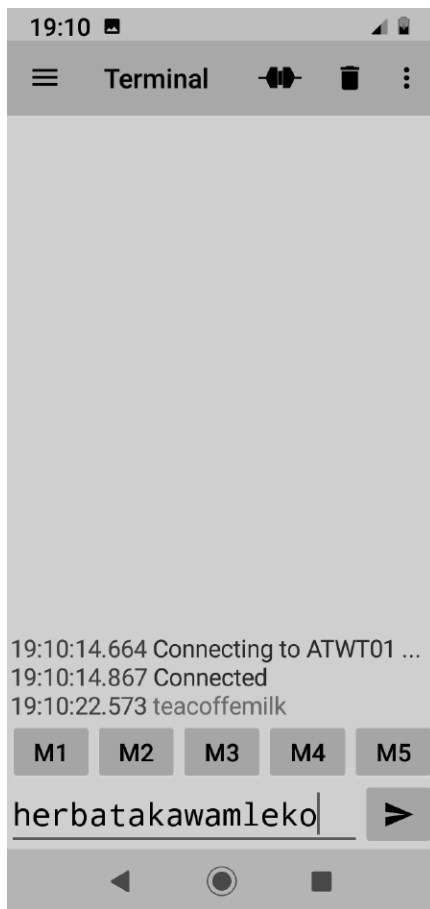 19:10
Terminal
19:10:14.664 Connecting to ATWT01 ...
19:10:14.867 Connected
19:10:22.573 teacoffemilk
M1 M2 M3 M4 M5
herbatakawamleko